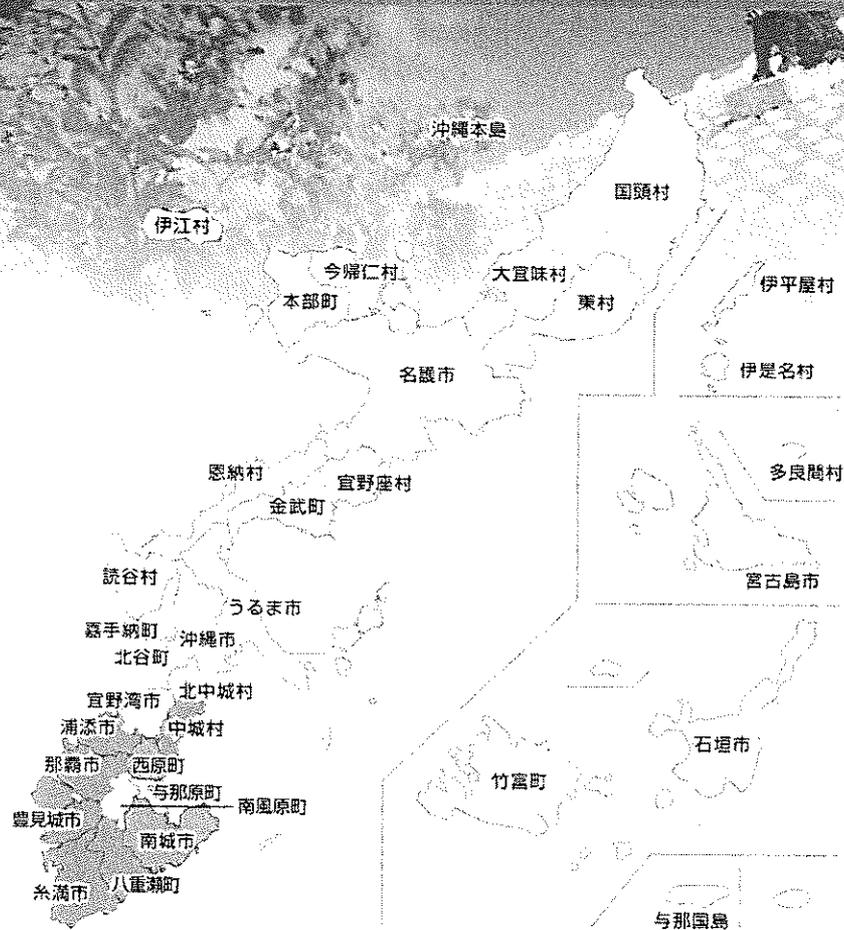 沖縄本島
国頭村
伊江村
今帰仁村
大宜味村
伊平屋村
本部町
東村
伊是名村
名護市
恩納村
宜野座村
多良間村
金武町
読谷村
宮古島市
うるま市
嘉手納町
沖縄市
北谷町
宜野湾市
北中城村
浦添市
中城村
石垣市
那覇市
西原町
竹富町
与那原町
南風原町
豊見城市
南城市
八重瀬町
糸満市
与那国島